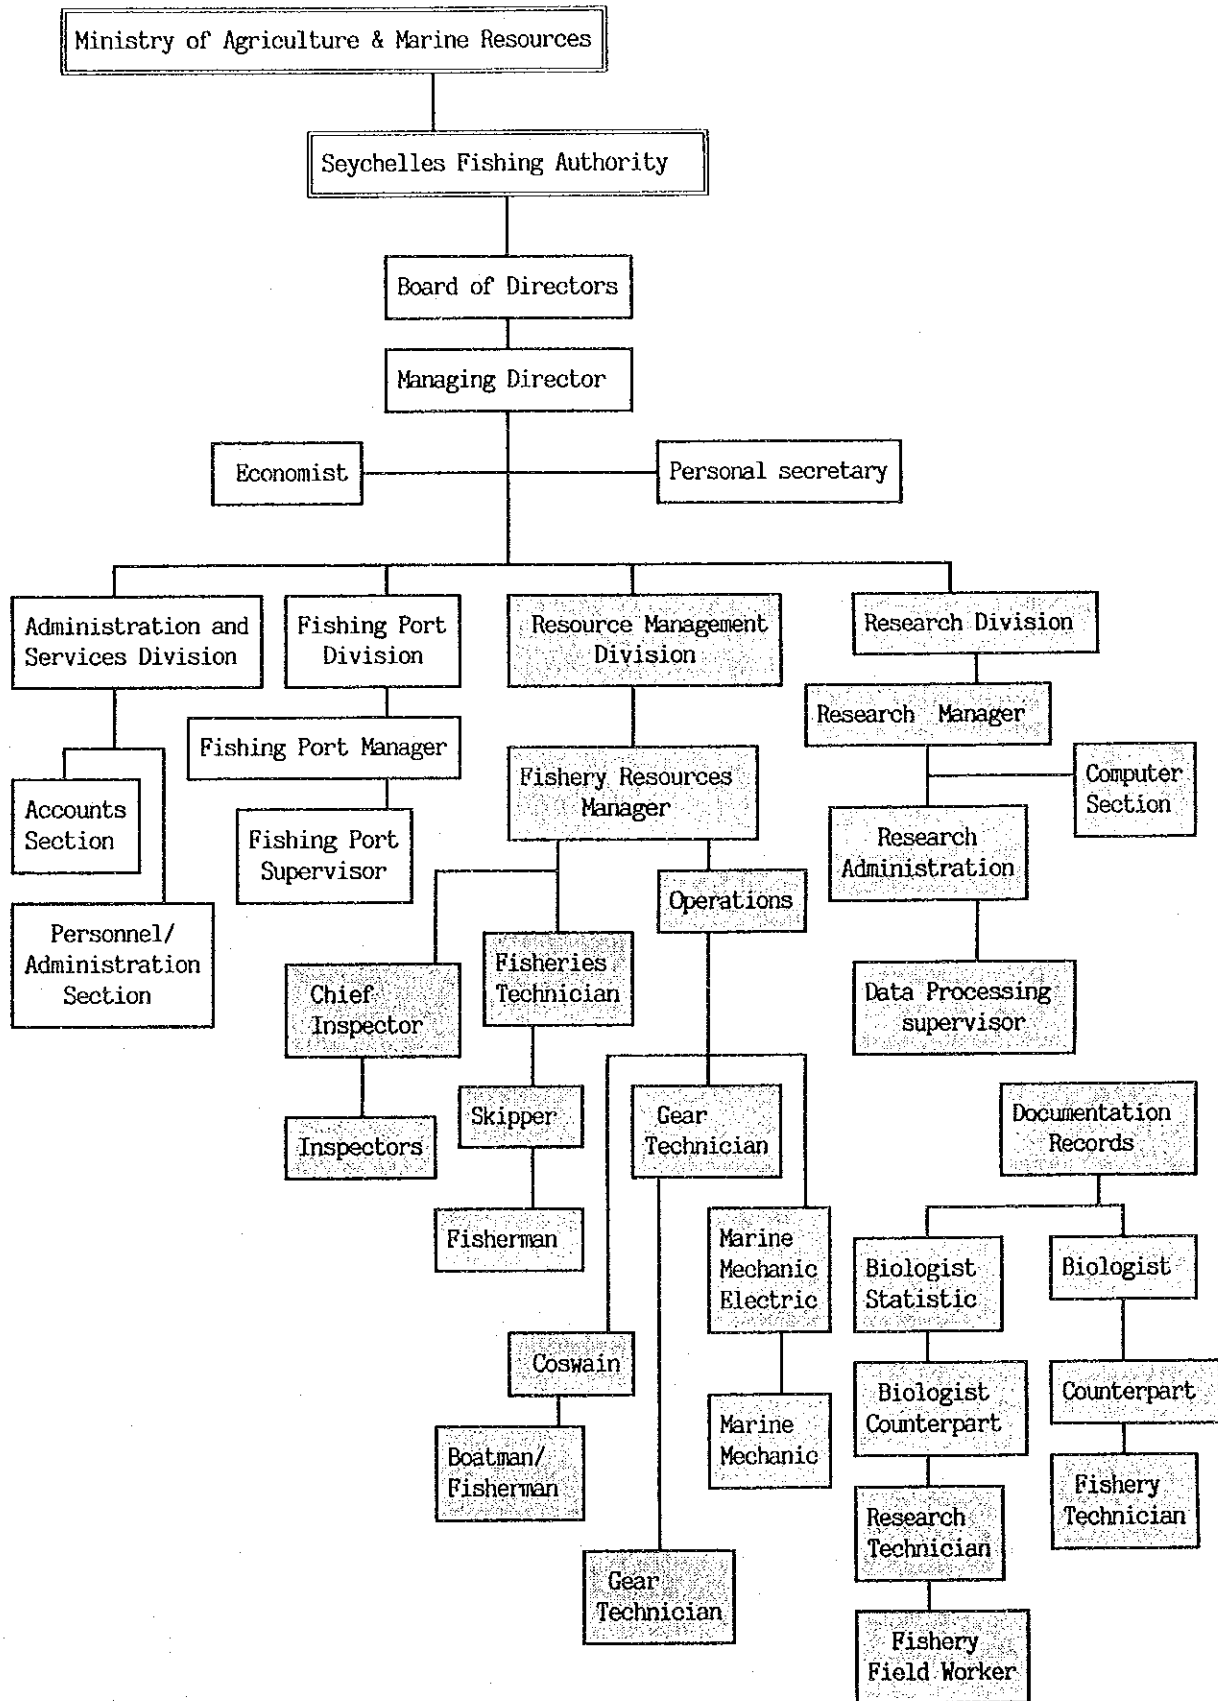 Ministry of Agriculture & Marine Resources
Seychelles Fishing Authority
Board of Directors
Managing Director
Economist
Personal secretary
Administration and
Services Division
Fishing Port
Division
Resource Management
Division
Research Division
Fishing Port Manager
Research Manager
Fishery Resources
Manager
Computer
Section
Accounts
Section
Fishing Port
Supervisor
Research
Administration
Operations
Personnel/
Administration
Section
Chief
Inspector
Fisheries
Technician
Data Processing
supervisor
Inspectors
Skipper
Gear
Technician
Documentation
Records
Fisherman
Marine
Mechanic
Electric
Biologist
Statistic
Biologist
Coswain
Biologist
Counterpart
Counterpart
Boatman/
Fisherman
Marine
Mechanic
Research
Technician
Fishery
Technician
Gear
Technician
Fishery
Field Worker